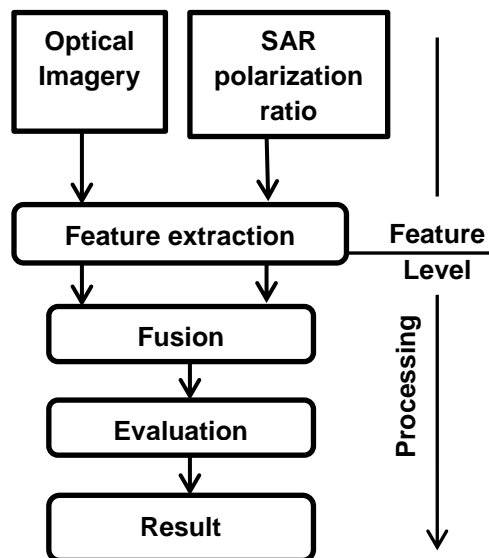 Optical
Imagery
SAR
polarization
ratio
Feature extraction
Feature
Level
Fusion
Processing
Evaluation
Result